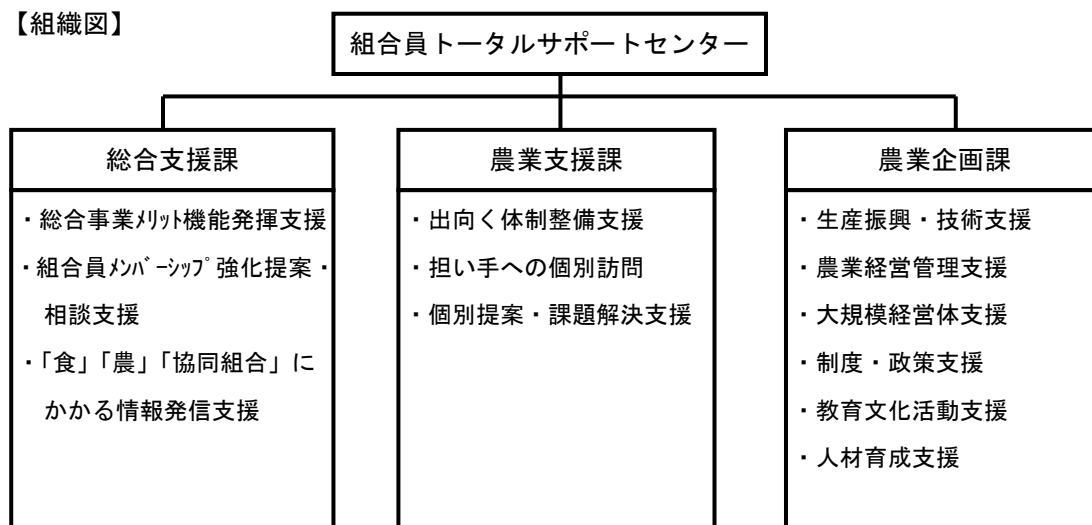 【組織図】
組合員トータルサポートセンター
総合支援課
・総合事業ﾒﾘｯﾄ機能発揮支援
・組合員ﾒﾝﾊﾞｰｼｯﾌﾟ強化提案・
相談支援
・「食」「農」「協同組合」に
かかる情報発信支援
農業支援課
・出向く体制整備支援
・担い手への個別訪問
・個別提案・課題解決支援
農業企画課
・生産振興・技術支援
・農業経営管理支援
・大規模経営体支援
・制度・政策支援
・教育文化活動支援
・人材育成支援